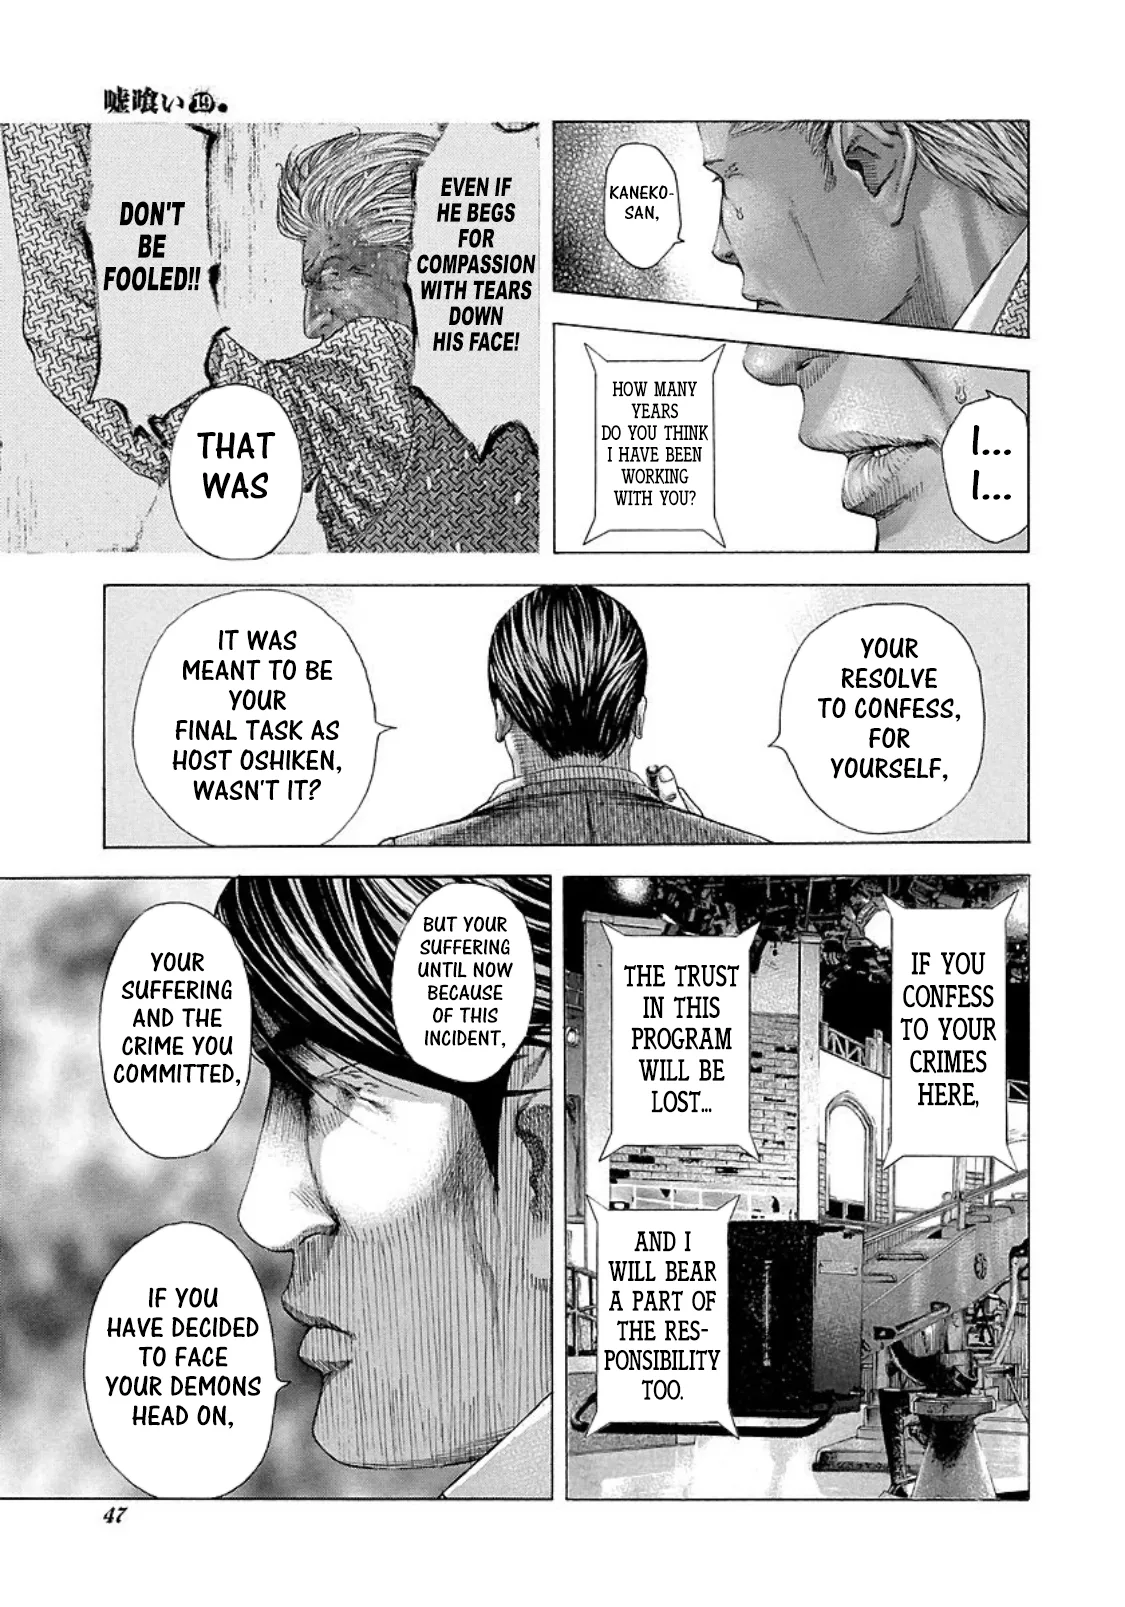 嘘喰い 19
KANEKO-
SAN,
I...
I...
HOW MANY
YEARS
DO YOU THINK
I HAVE BEEN
WORKING
WITH YOU?
EVEN IF
HE BEGS
FOR
COMPASSION
WITH TEARS
DOWN
HIS FACE!
DON'T
BE
FOOLED!!
THAT
WAS
YOUR
RESOLVE
TO CONFESS,
FOR
YOURSELF,
IT WAS
MEANT TO BE
YOUR
FINAL TASK AS
HOST OSHIKEN,
WASN'T IT?
IF YOU
CONFESS
TO YOUR
CRIMES
HERE,
THE TRUST
IN THIS
PROGRAM
WILL BE
LOST...
AND I
WILL BEAR
A PART OF
THE RES-
PONSIBILITY
TOO.
BUT YOUR
SUFFERING
UNTIL NOW
BECAUSE
OF THIS
INCIDENT,
YOUR
SUFFERING
AND THE
CRIME YOU
COMMITTED,
IF YOU
HAVE DECIDED
TO FACE
YOUR DEMONS
HEAD ON,
47